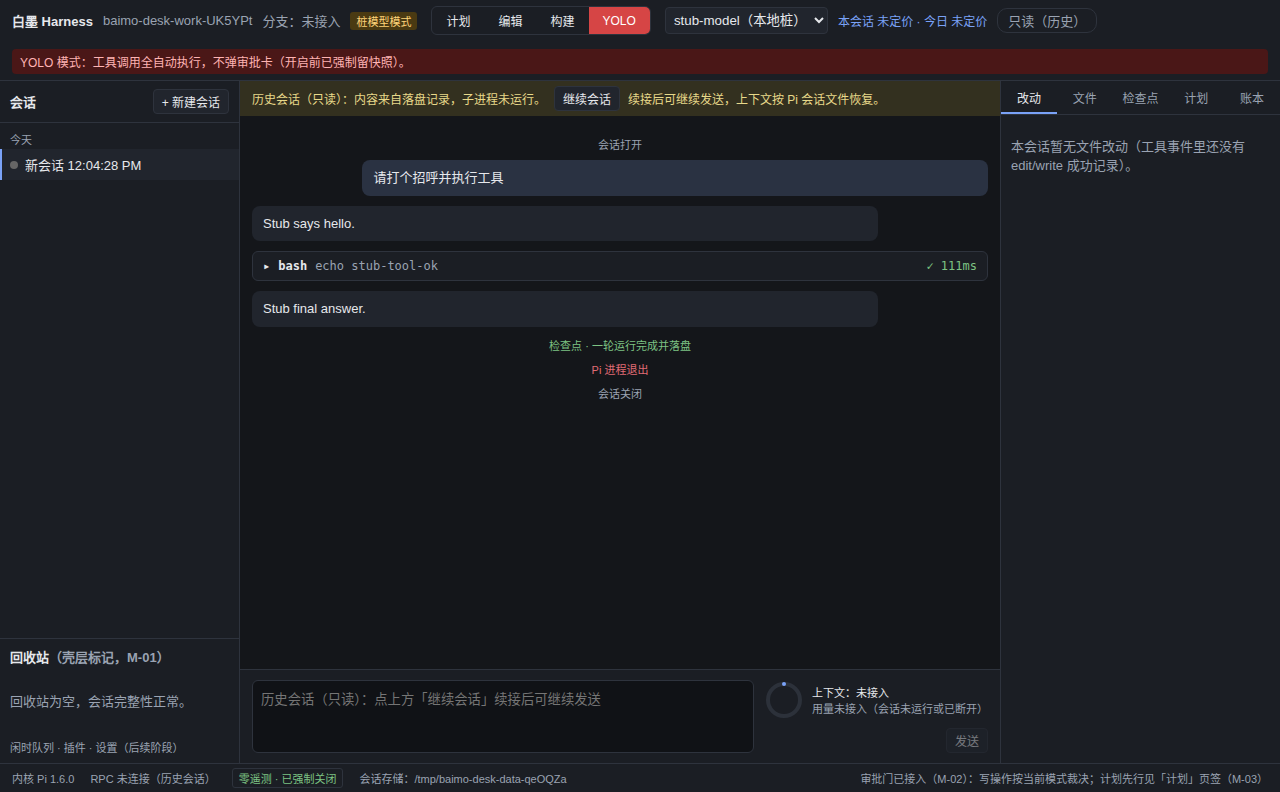 白墨 Harness baimo-desk-work-UK5YPt 分支：未接入 桩模型模式 计划 编辑 构建 YOLO stub-model（本地桩） 本会话 未定价 · 今日 未定价 只读（历史）
YOLO 模式：工具调用全自动执行，不弹审批卡（开启前已强制留快照）。
会话 + 新建会话
今天
新会话 12:04:28 PM
回收站（壳层标记，M-01）
回收站为空，会话完整性正常。
闲时队列 · 插件 · 设置（后续阶段）
历史会话（只读）：内容来自落盘记录，子进程未运行。 继续会话 续接后可继续发送，上下文按 Pi 会话文件恢复。
会话打开
请打个招呼并执行工具
Stub says hello.
▸ bash echo stub-tool-ok ✓ 111ms
Stub final answer.
检查点 · 一轮运行完成并落盘
Pi 进程退出
会话关闭
历史会话（只读）：点上方「继续会话」续接后可继续发送
上下文：未接入
用量未接入（会话未运行或已断开）
发送
改动 文件 检查点 计划 账本
本会话暂无文件改动（工具事件里还没有
edit/write 成功记录）。
内核 Pi 1.6.0 RPC 未连接（历史会话） 零遥测 · 已强制关闭 会话存储：/tmp/baimo-desk-data-qeOQZa 审批门已接入（M-02）：写操作按当前模式裁决；计划先行见「计划」页签（M-03）